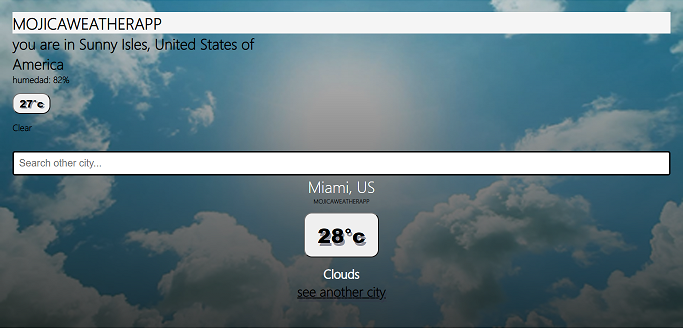 MOJICAWEATHERAPP
you are in Sunny Isles, United States of
America
humedad: 82%
27°c
Clear
Search other city...
Miami, US
MOJICAWEATHERAPP
28°c
Clouds
see another city